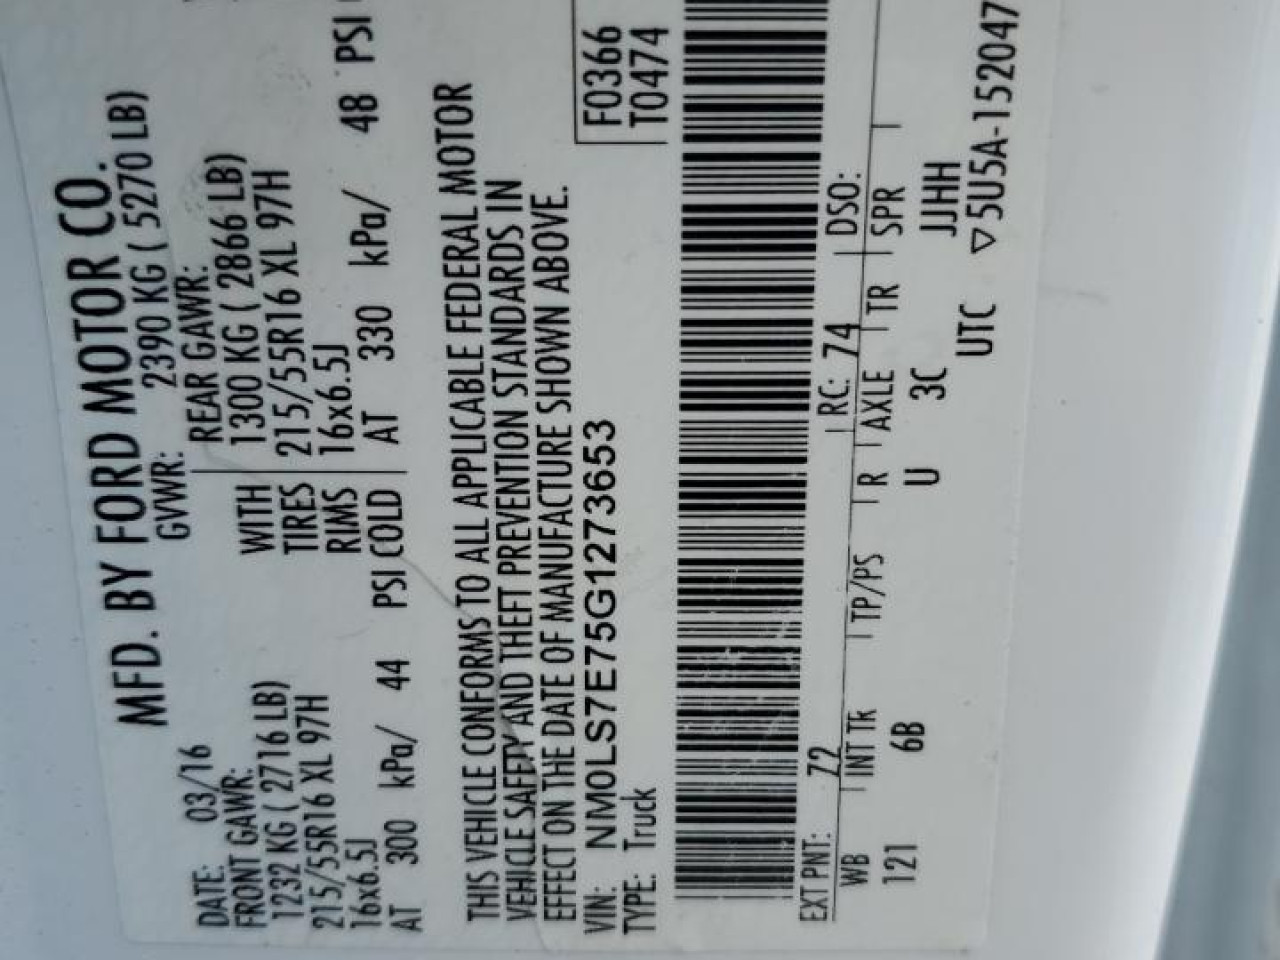 MFD. BY FORD MOTOR CO.
DATE: 03/16 GVWR: 2390 KG ( 5270 LB)
FRONT GAWR: REAR GAWR:
1232 KG ( 2716 LB) WITH 1300 KG ( 2866 LB)
215/55R16 XL 97H TIRES 215/55R16 XL 97H
16x6.5J RIMS 16x6.5J
AT 300 kPa/ 44 PSI COLD AT 330 kPa/ 48 PSI
THIS VEHICLE CONFORMS TO ALL APPLICABLE FEDERAL MOTOR
VEHICLE SAFETY AND THEFT PREVENTION STANDARDS IN
EFFECT ON THE DATE OF MANUFACTURE SHOWN ABOVE.
VIN: NM0LS7E75G1273653 F0366
TYPE: Truck T0474
EXT PNT: Z2 RC: 74 DSO:
WB INT TR TP/PS R AXLE TR SPR
121 6B U 3C JJHH
UTC ▽5U5A-152047